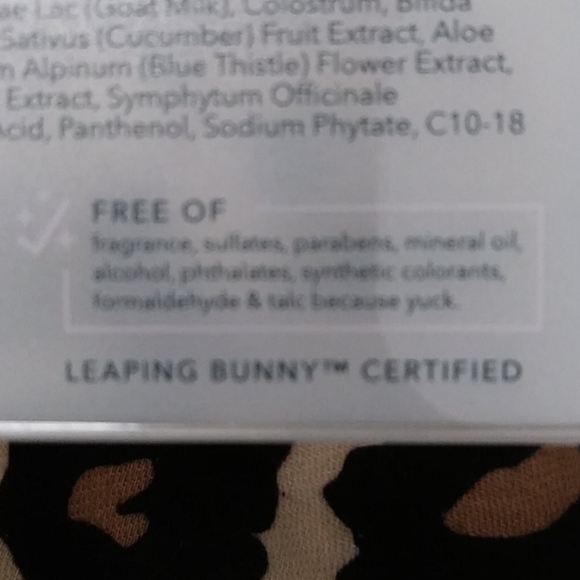 ae Lac (Goat Milk), Colostrum, Bifida
Sativus (Cucumber) Fruit Extract, Aloe
m Alpinum (Blue Thistle) Flower Extract,
Extract, Symphytum Officinale
Acid, Panthenol, Sodium Phytate, C10-18
FREE OF
fragrance, sulfates, parabens, mineral oil,
alcohol, phthalates, synthetic colorants,
formaldehyde & talc because yuck.
LEAPING BUNNY™ CERTIFIED